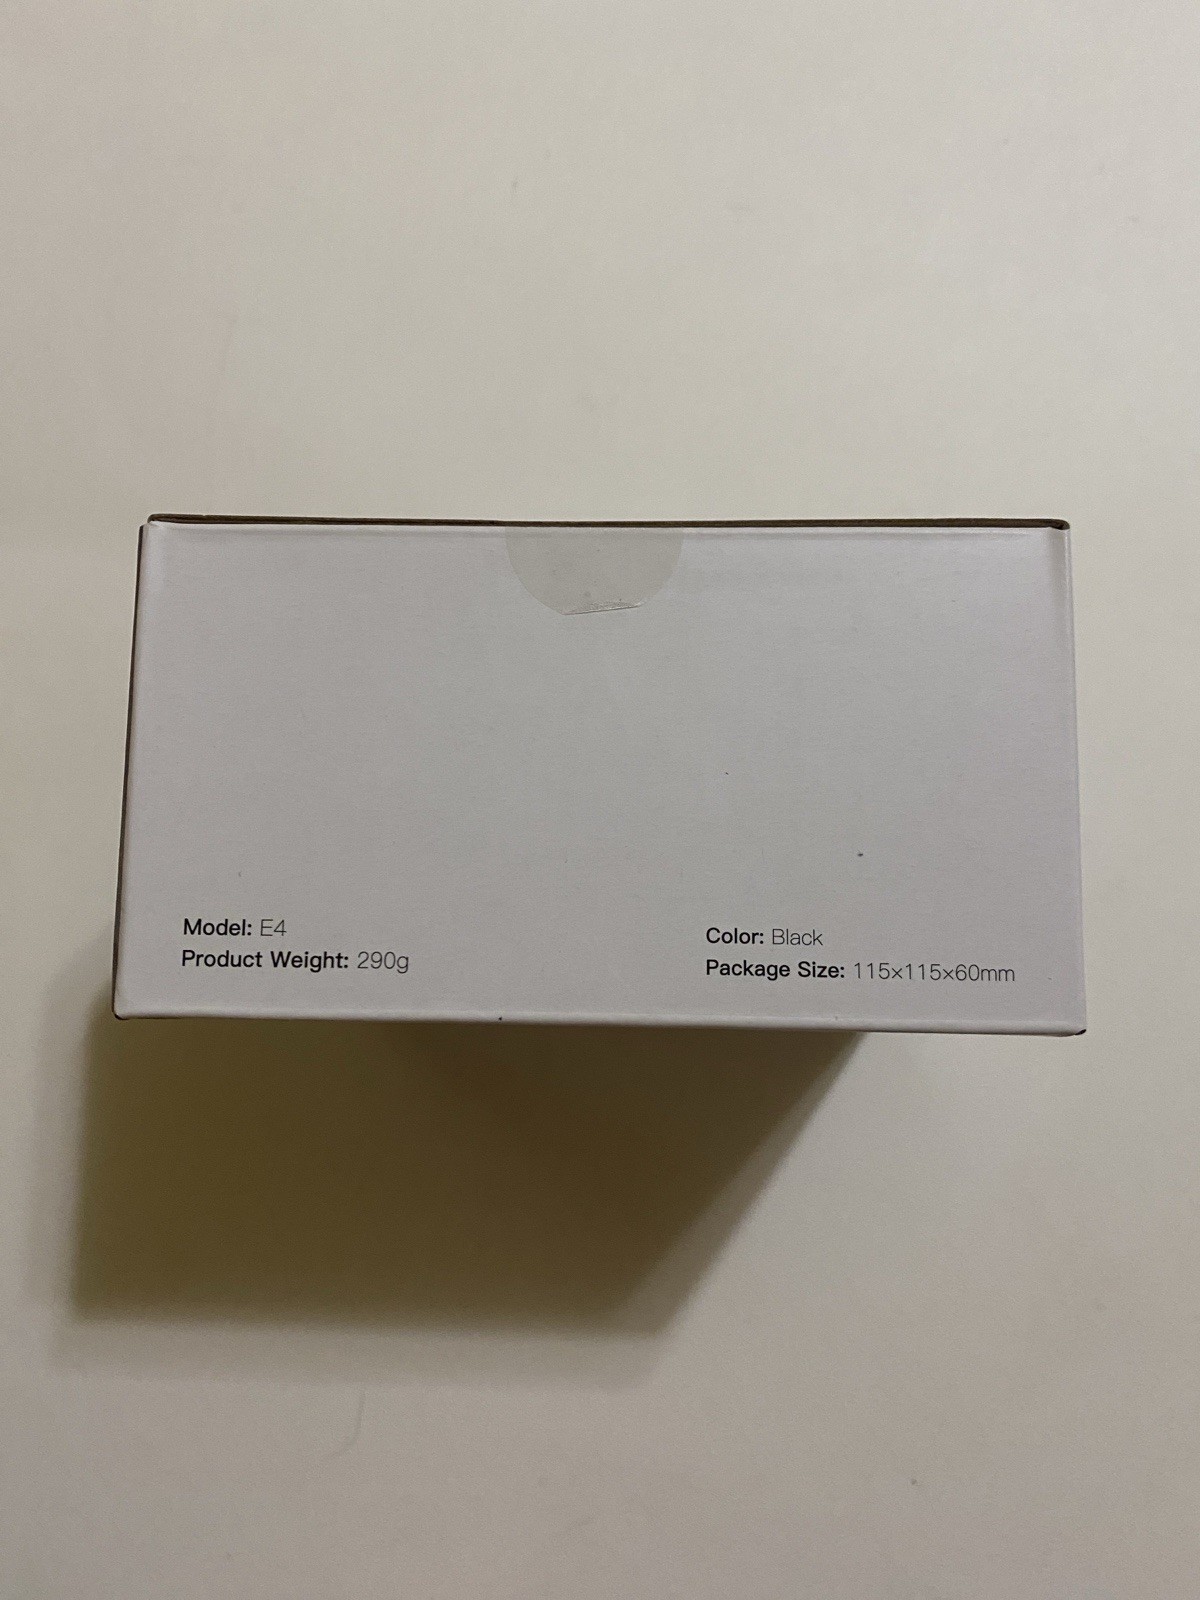 Model: E4
Product Weight: 290g
Color: Black
Package Size: 115×115×60mm